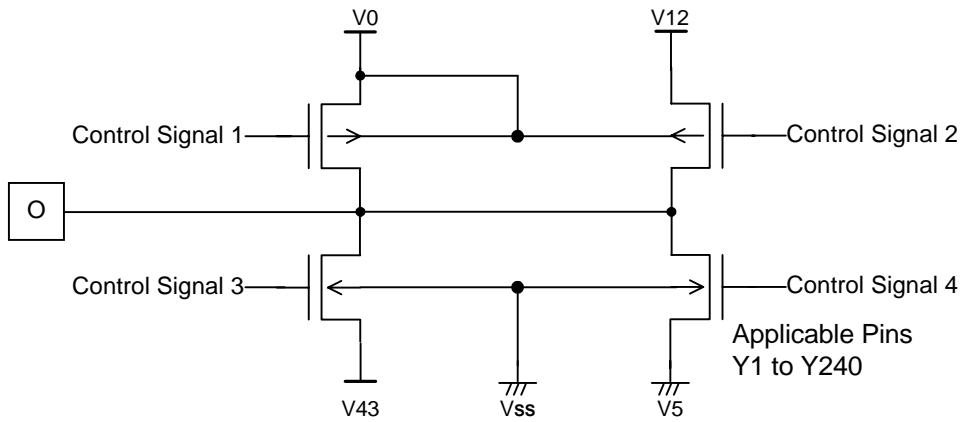 V0
V12
Control Signal 1
Control Signal 2
O
Control Signal 3
Control Signal 4
Applicable Pins
Y1 to Y240
V43
Vss
V5